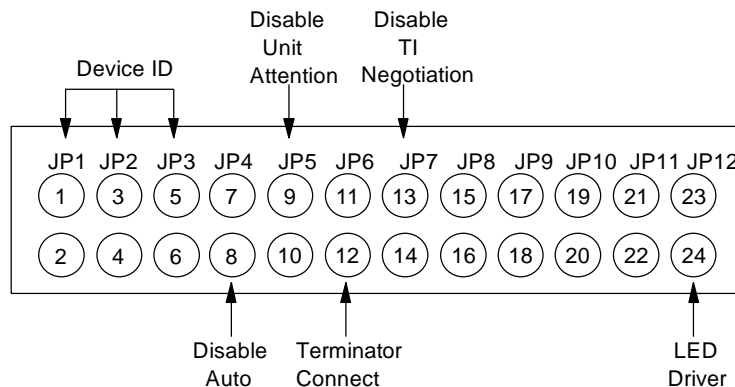 Disable Disable
Unit TI
Device ID Attention Negotiation
JP1 JP2 JP3 JP4 JP5 JP6 JP7 JP8 JP9 JP10 JP11 JP12
1 3 5 7 9 11 13 15 17 19 21 23
2 4 6 8 10 12 14 16 18 20 22 24
Disable Terminator LED
Auto Connect Driver